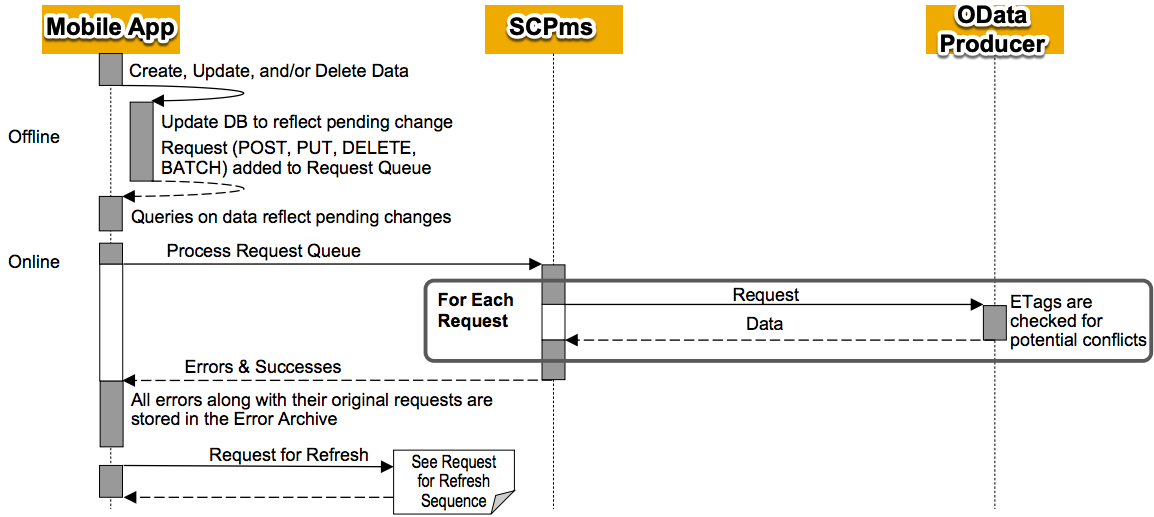 Mobile App
SCPms
OData
Producer
Create, Update, and/or Delete Data
Offline
Update DB to reflect pending change
Request (POST, PUT, DELETE,
BATCH) added to Request Queue
Queries on data reflect pending changes
Online
Process Request Queue
For Each
Request
Request
Data
ETags are
checked for
potential conflicts
Errors & Successes
All errors along with their original requests are
stored in the Error Archive
Request for Refresh
See Request
for Refresh
Sequence